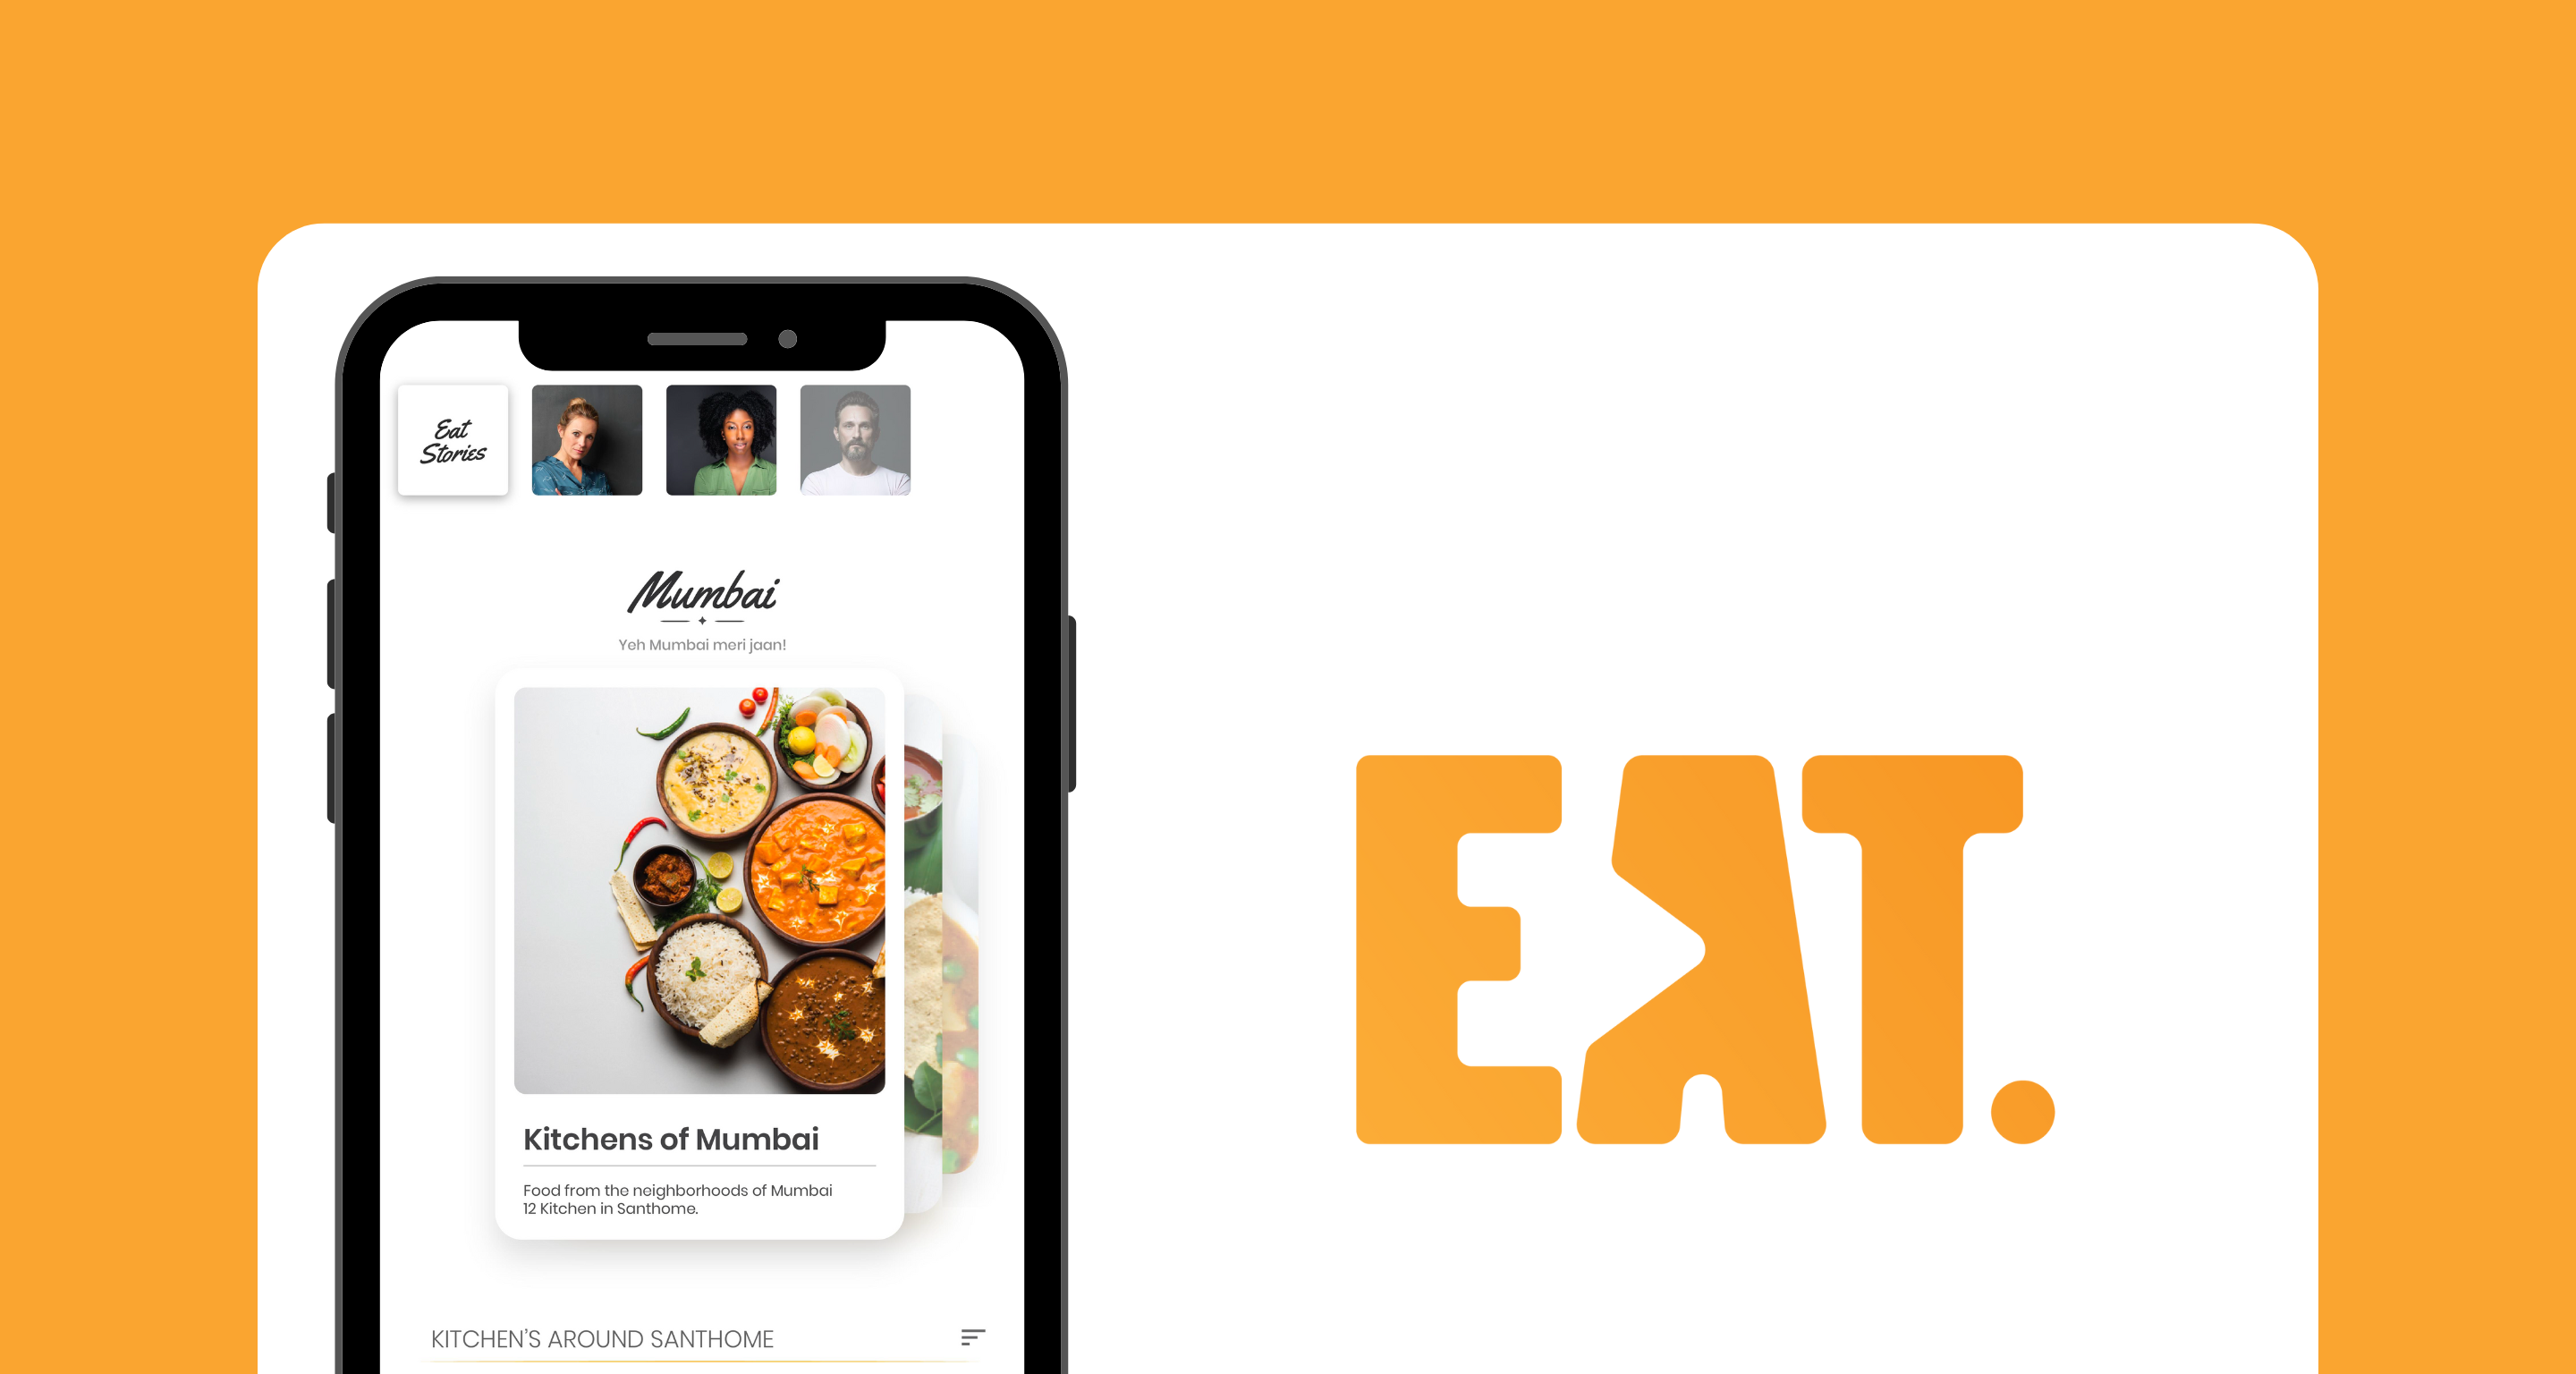 Eat
Stories
Mumbai
Yeh Mumbai meri jaan!
Kitchens of Mumbai
Food from the neighborhoods of Mumbai
12 Kitchen in Santhome.
KITCHEN'S AROUND SANTHOME
EAT.